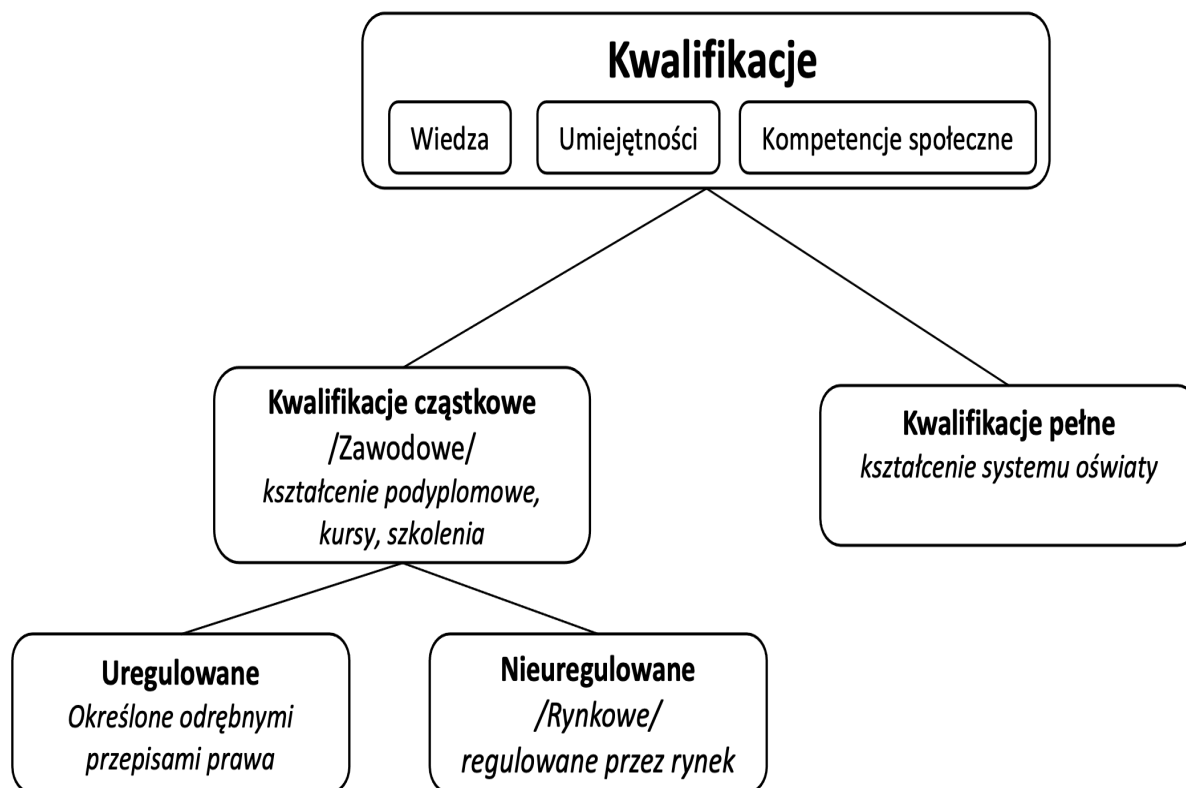 Kwalifikacje
Wiedza
Umiejętności
Kompetencje społeczne
Kwalifikacje cząstkowe
/Zawodowe/
kształcenie podyplomowe,
kursy, szkolenia
Kwalifikacje pełne
kształcenie systemu oświaty
Uregulowane
Określone odrębnymi
przepisami prawa
Nieuregulowane
/Rynkowe/
regulowane przez rynek